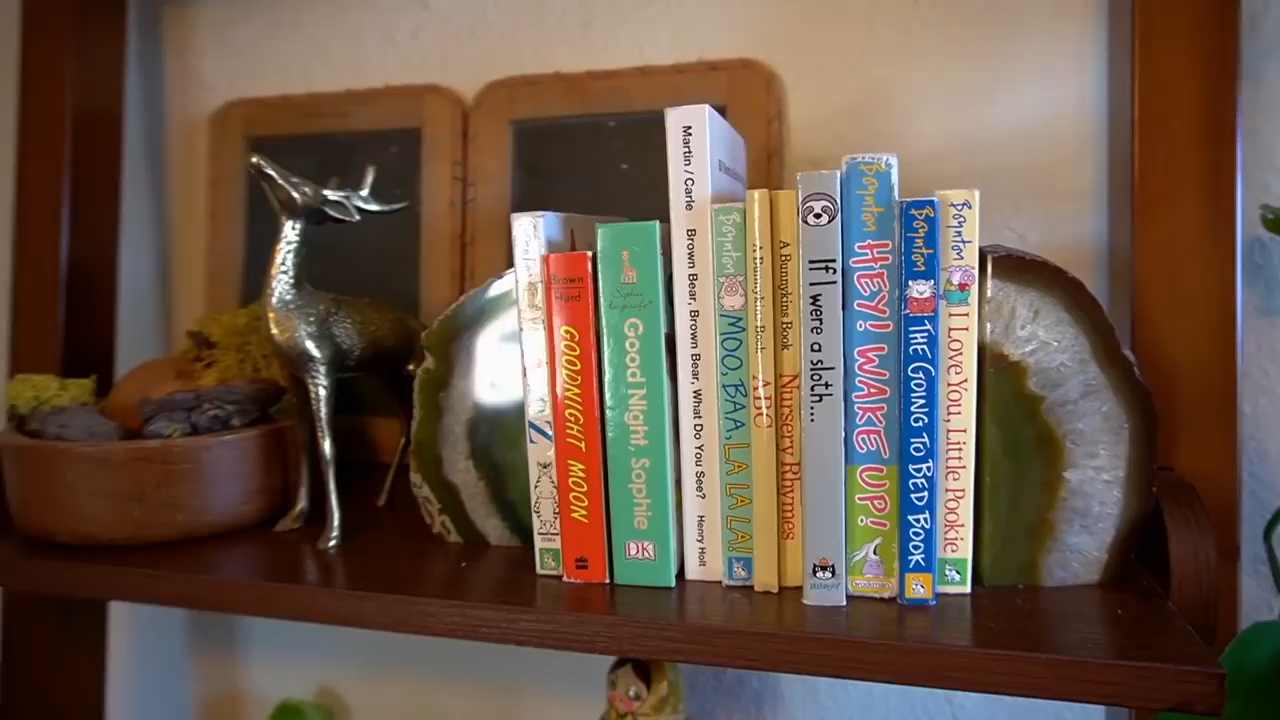 Z
Brown
Hurd
GOODNIGHT MOON
Sophie
la girafe
GOOD NIGHT, Sophie
DK
Martin / Carle
Brown Bear, Brown Bear, What Do You See?
Henry Holt
BOYNTON
MOO, BAA, LA LA LA!
A Bunnykins Book
ABC
A Bunnykins Book
Nursery Rhymes
If I were a sloth...
BOYNTON
HEY! WAKE UP!
workman
BOYNTON
THE GOING TO BED BOOK
BOYNTON
I Love You, Little Pookie